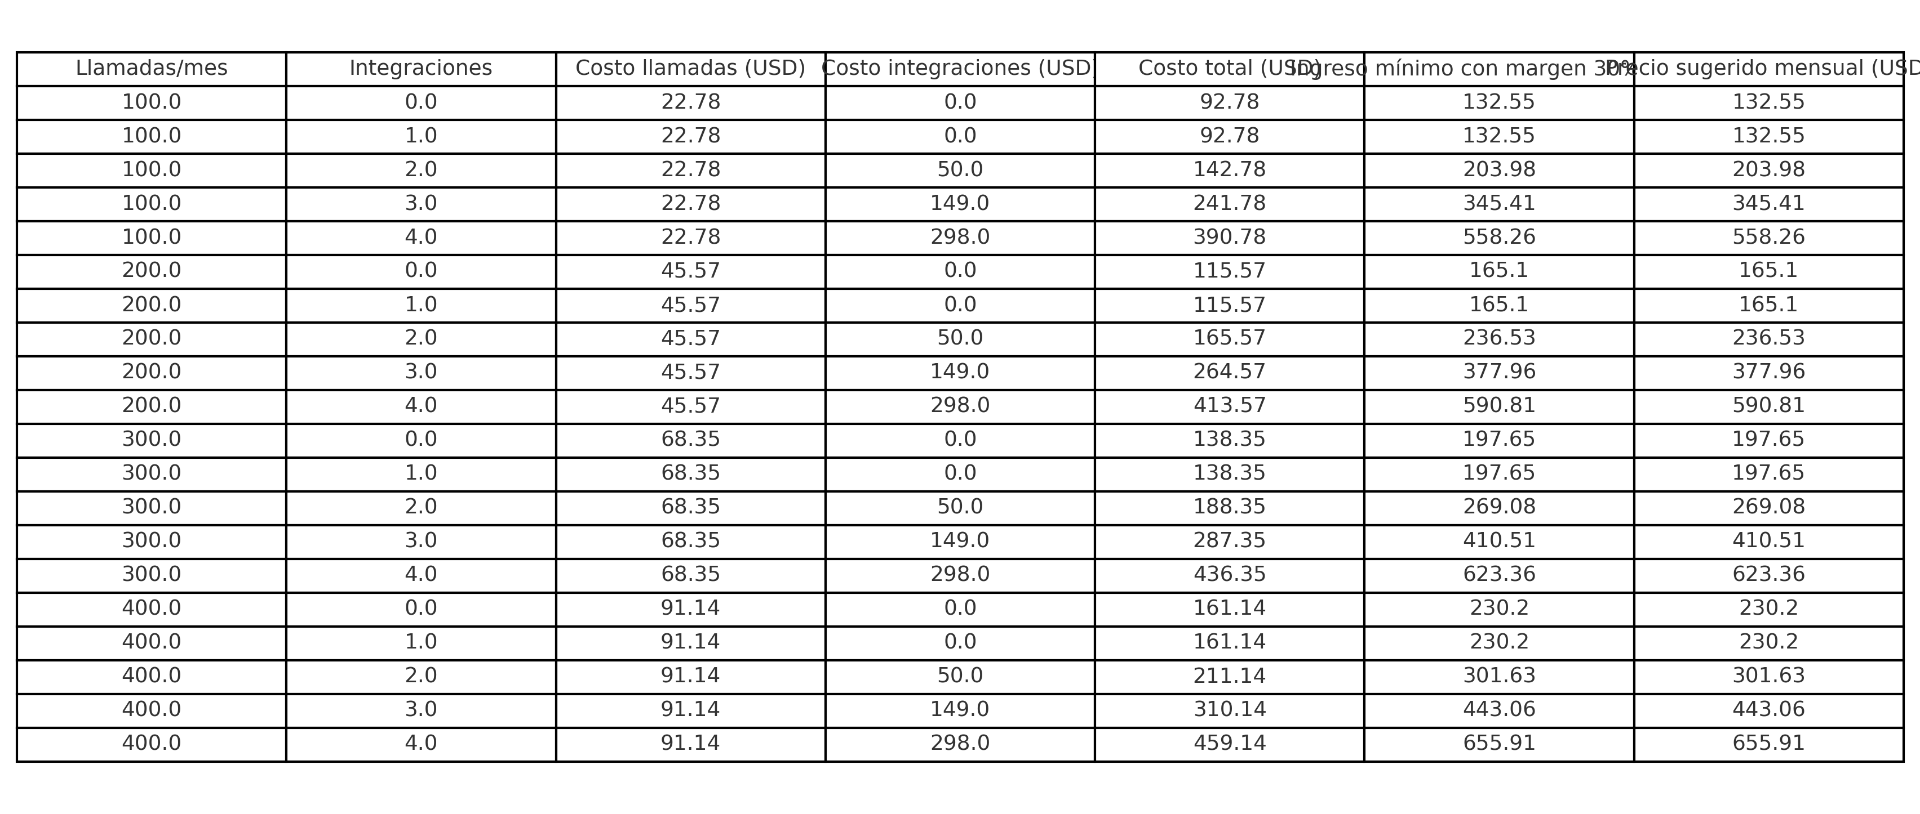 Llamadas/mes Integraciones Costo llamadas (USD) Costo integraciones (USD) Costo total (USD) Ingreso mínimo con margen 30% Precio sugerido mensual (USD
100.0 0.0 22.78 0.0 92.78 132.55 132.55
100.0 1.0 22.78 0.0 92.78 132.55 132.55
100.0 2.0 22.78 50.0 142.78 203.98 203.98
100.0 3.0 22.78 149.0 241.78 345.41 345.41
100.0 4.0 22.78 298.0 390.78 558.26 558.26
200.0 0.0 45.57 0.0 115.57 165.1 165.1
200.0 1.0 45.57 0.0 115.57 165.1 165.1
200.0 2.0 45.57 50.0 165.57 236.53 236.53
200.0 3.0 45.57 149.0 264.57 377.96 377.96
200.0 4.0 45.57 298.0 413.57 590.81 590.81
300.0 0.0 68.35 0.0 138.35 197.65 197.65
300.0 1.0 68.35 0.0 138.35 197.65 197.65
300.0 2.0 68.35 50.0 188.35 269.08 269.08
300.0 3.0 68.35 149.0 287.35 410.51 410.51
300.0 4.0 68.35 298.0 436.35 623.36 623.36
400.0 0.0 91.14 0.0 161.14 230.2 230.2
400.0 1.0 91.14 0.0 161.14 230.2 230.2
400.0 2.0 91.14 50.0 211.14 301.63 301.63
400.0 3.0 91.14 149.0 310.14 443.06 443.06
400.0 4.0 91.14 298.0 459.14 655.91 655.91